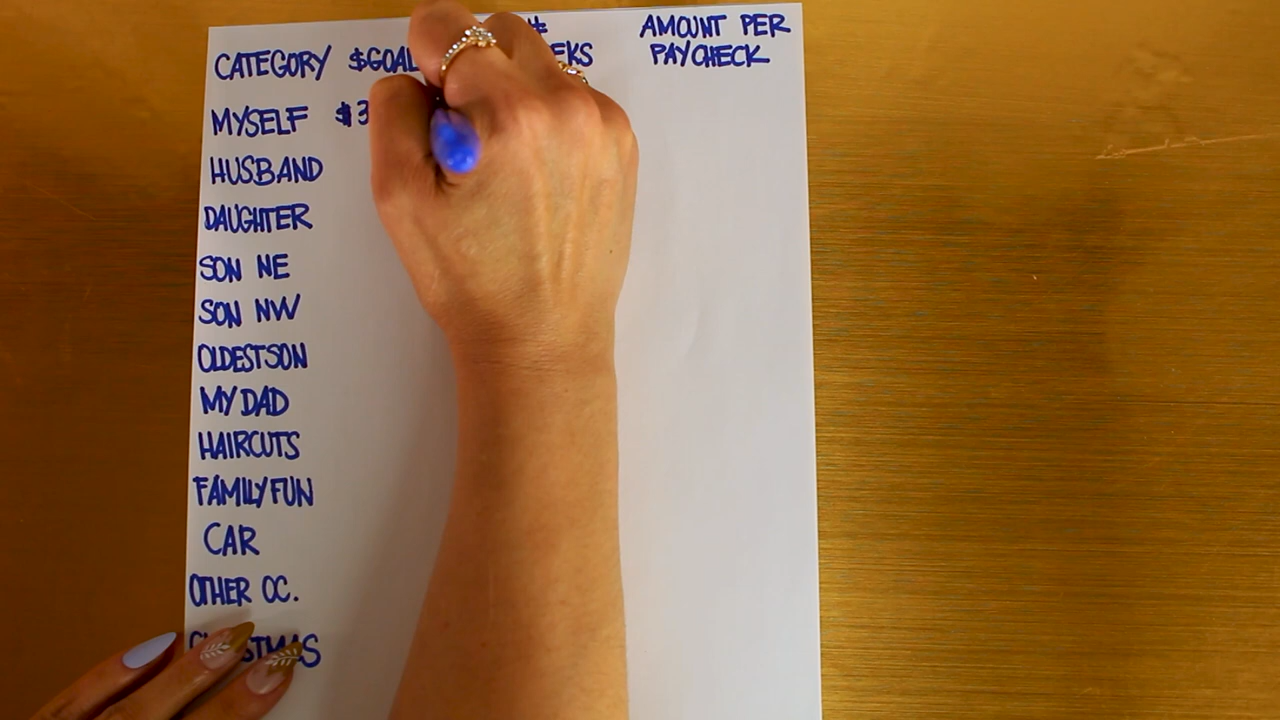 CATEGORY $GOAL # AMOUNT PER PAYCHECK
MYSELF $3
HUSBAND
DAUGHTER
SON NE
SON NW
OLDEST SON
MY DAD
HAIRCUTS
FAMILY FUN
CAR
OTHER OC.